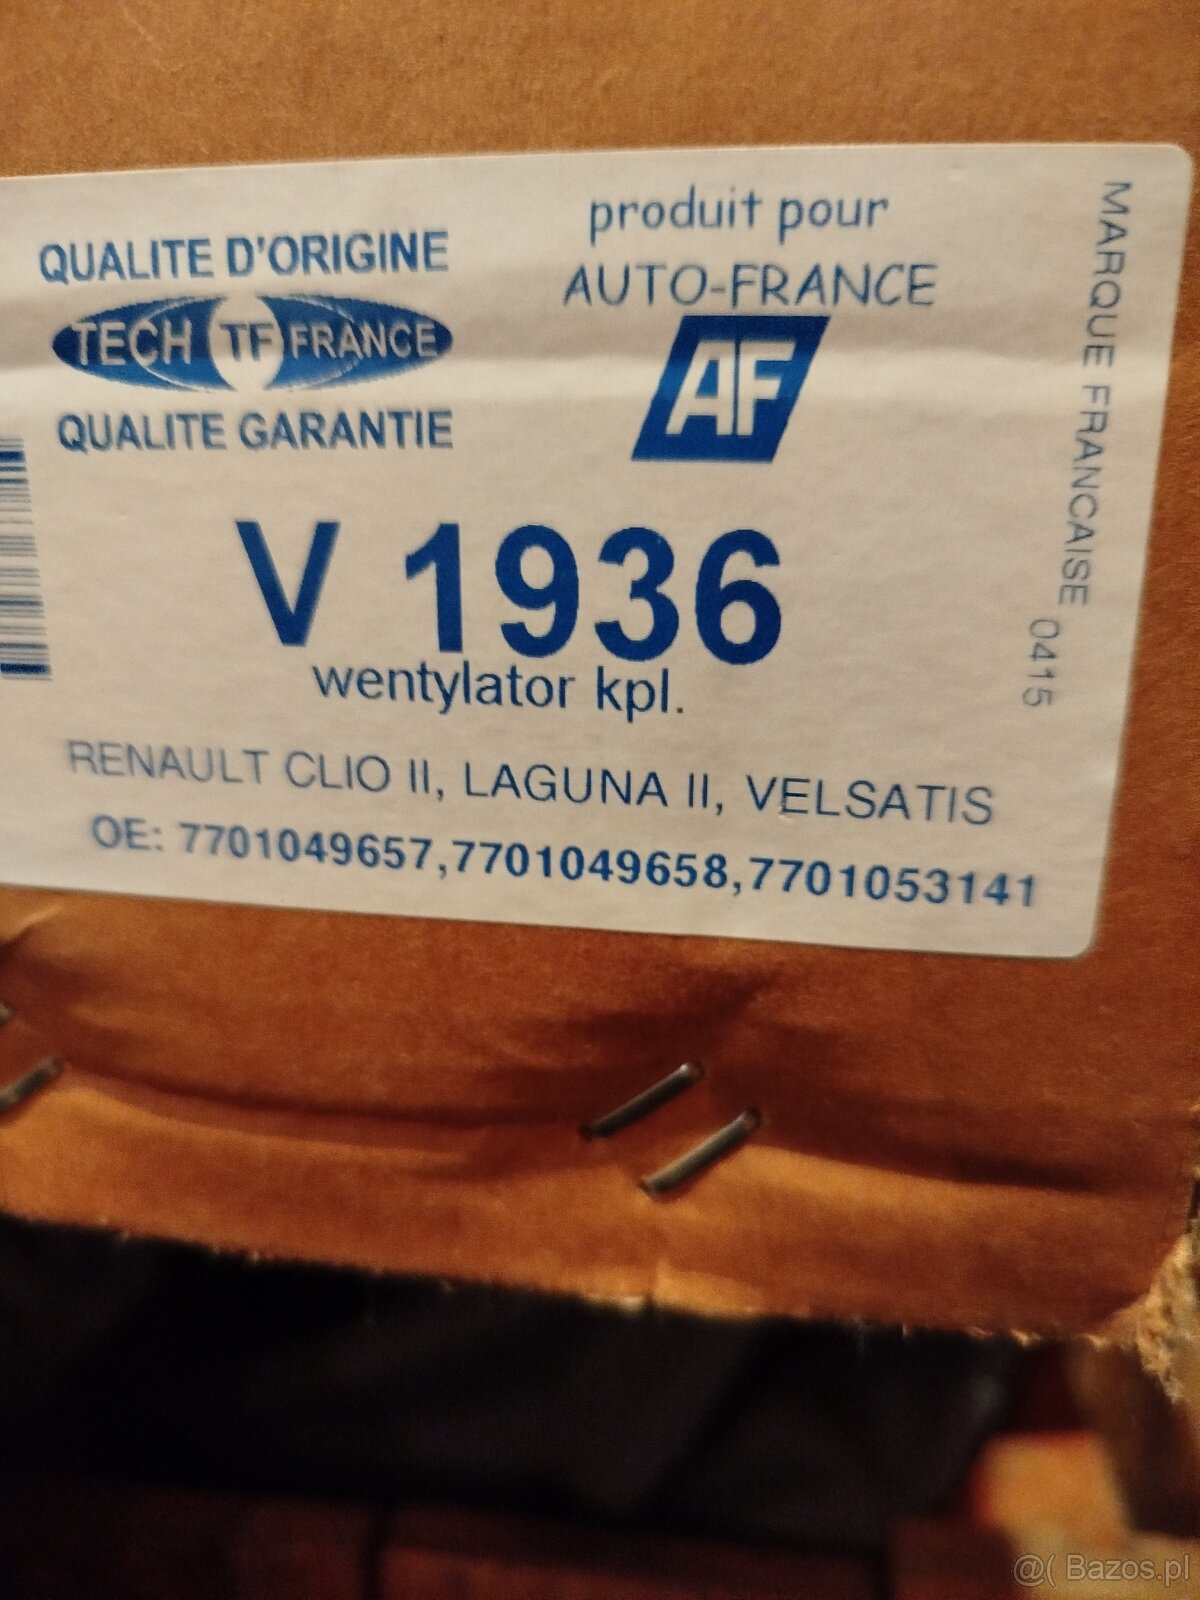 QUALITE D'ORIGINE
TECH TF FRANCE
QUALITE GARANTIE
produit pour
AUTO-FRANCE
AF
MARQUE FRANCAISE 0415
V 1936
wentylator kpl.
RENAULT CLIO II, LAGUNA II, VELSATIS
OE: 7701049657,7701049658,7701053141
@( Bazos.pl